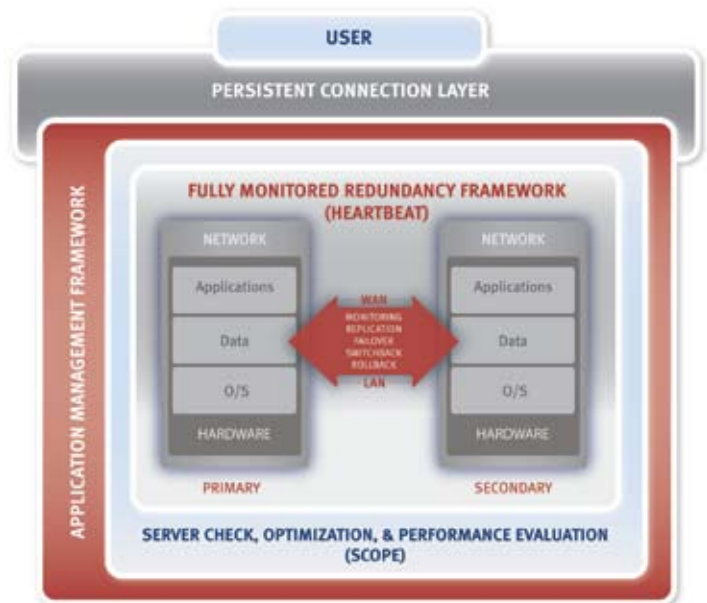 USER
PERSISTENT CONNECTION LAYER
APPLICATION MANAGEMENT FRAMEWORK
FULLY MONITORED REDUNDANCY FRAMEWORK
(HEARTBEAT)
NETWORK
Applications
Data
O/S
HARDWARE
PRIMARY
WAN
MONITORING
REPLICATION
FAILOVER
SWITCHBACK
ROLLBACK
LAN
NETWORK
Applications
Data
O/S
HARDWARE
SECONDARY
SERVER CHECK, OPTIMIZATION, & PERFORMANCE EVALUATION
(SCOPE)